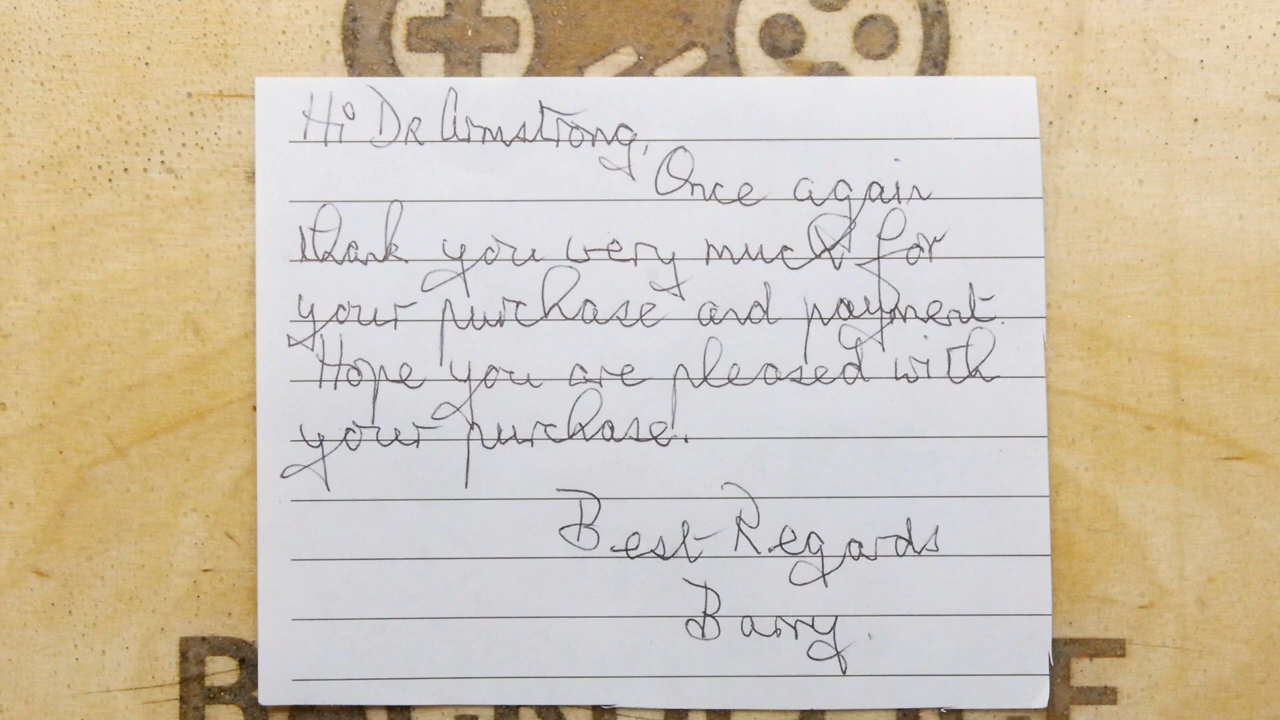 Hi DR Armstrong,
Once again
thank you very much for
your purchase and payment.
Hope you are pleased with
your purchase.
Best Regards
Barry.